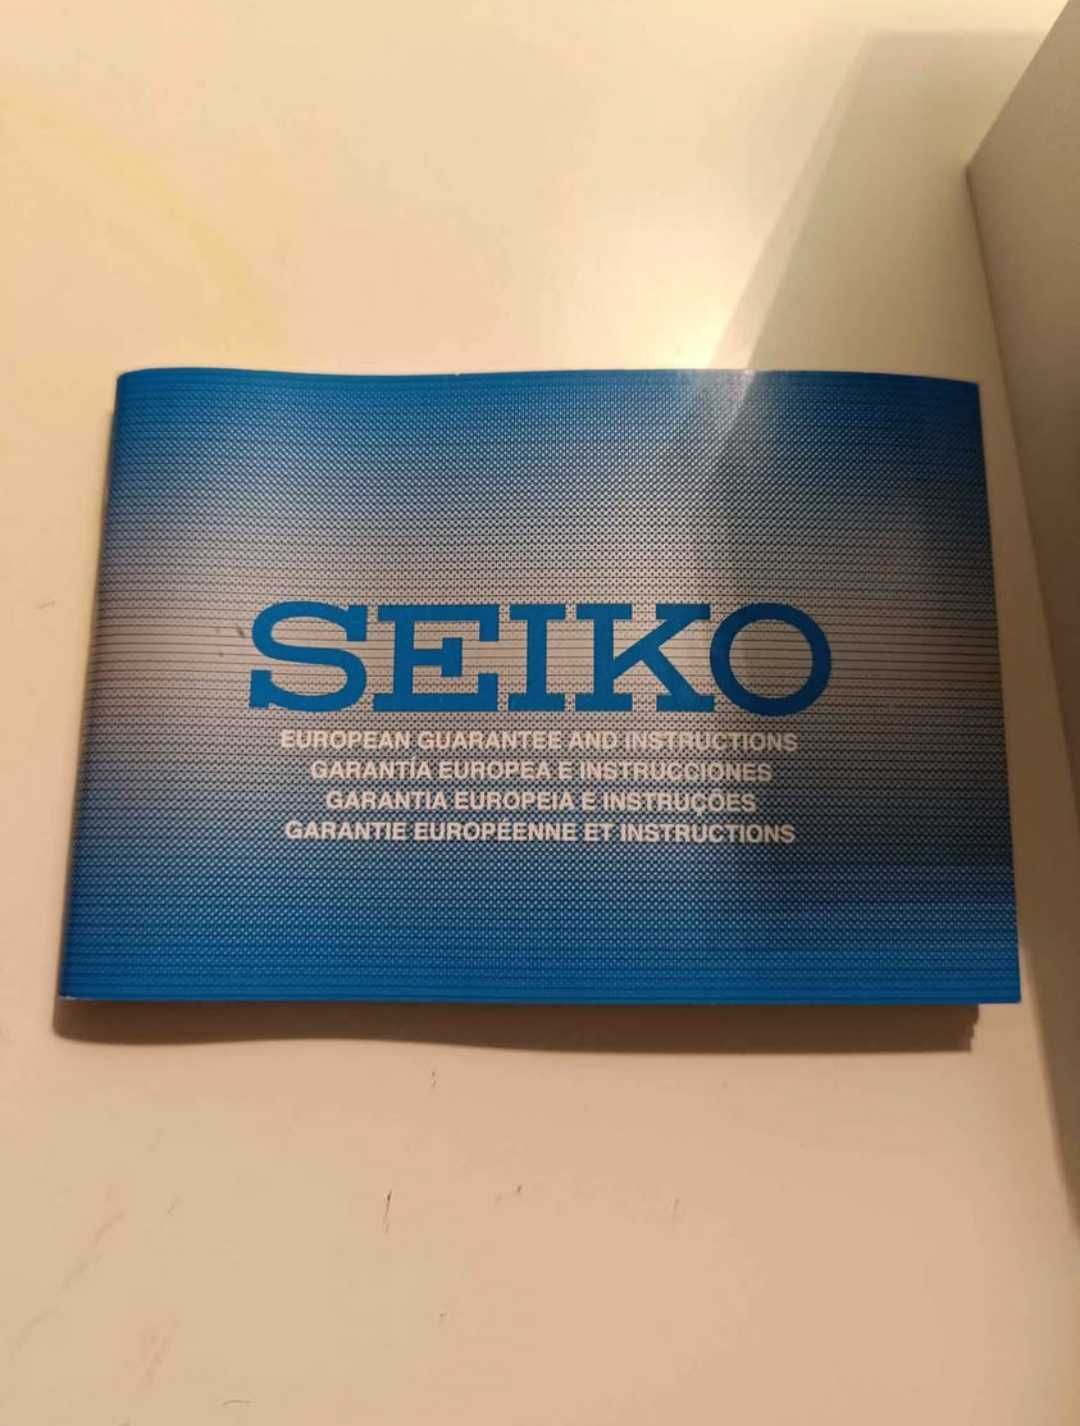 SEIKO
EUROPEAN GUARANTEE AND INSTRUCTIONS
GARANTÍA EUROPEA E INSTRUCCIONES
GARANTIA EUROPEIA E INSTRUÇÕES
GARANTIE EUROPÉENNE ET INSTRUCTIONS